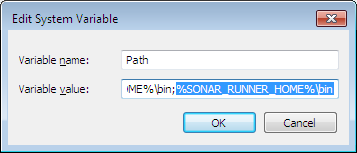 Edit System Variable
Variable name: Path
Variable value: ME%\bin;%SONAR_RUNNER_HOME%\bin
OK Cancel